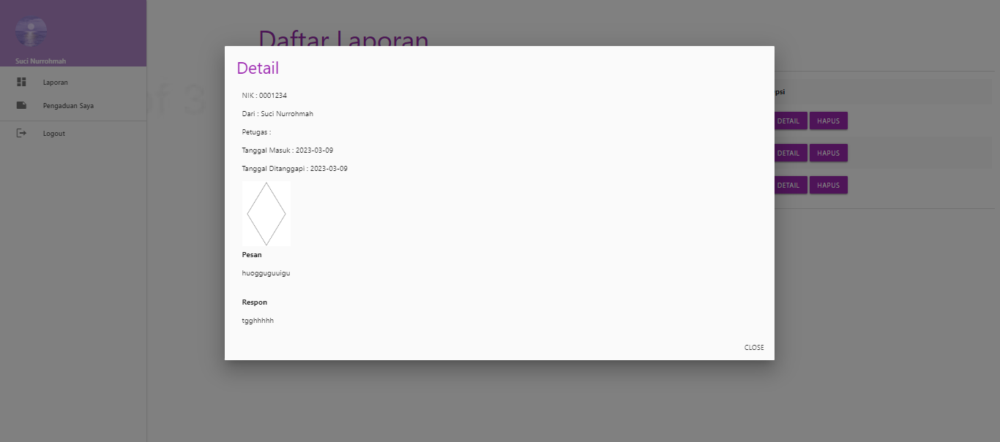 Suci Nurrohmah
Laporan
Pengaduan Saya
Logout
Daftar Laporan
of 3
Detail
NIK : 0001234
Dari : Suci Nurrohmah
Petugas :
Tanggal Masuk : 2023-03-09
Tanggal Ditanggapi : 2023-03-09
Pesan
huogguguuigu
Respon
tgghhhhh
CLOSE
DETAIL HAPUS
DETAIL HAPUS
DETAIL HAPUS